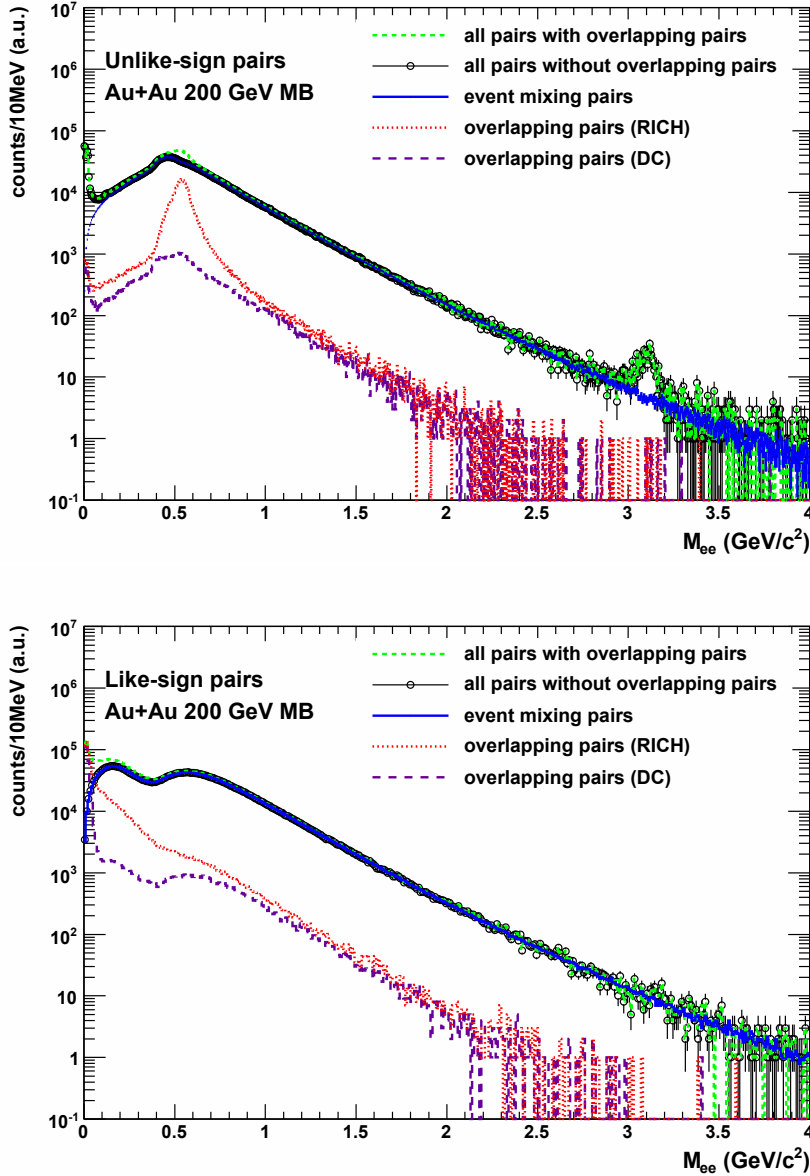 counts/10MeV (a.u.)
10^7
10^6
10^5
10^4
10^3
10^2
10
1
10^-1
Unlike-sign pairs
Au+Au 200 GeV MB
all pairs with overlapping pairs
all pairs without overlapping pairs
event mixing pairs
overlapping pairs (RICH)
overlapping pairs (DC)
0 0.5 1 1.5 2 2.5 3 3.5 4
M_ee (GeV/c^2)
counts/10MeV (a.u.)
10^7
10^6
10^5
10^4
10^3
10^2
10
1
10^-1
Like-sign pairs
Au+Au 200 GeV MB
all pairs with overlapping pairs
all pairs without overlapping pairs
event mixing pairs
overlapping pairs (RICH)
overlapping pairs (DC)
0 0.5 1 1.5 2 2.5 3 3.5 4
M_ee (GeV/c^2)